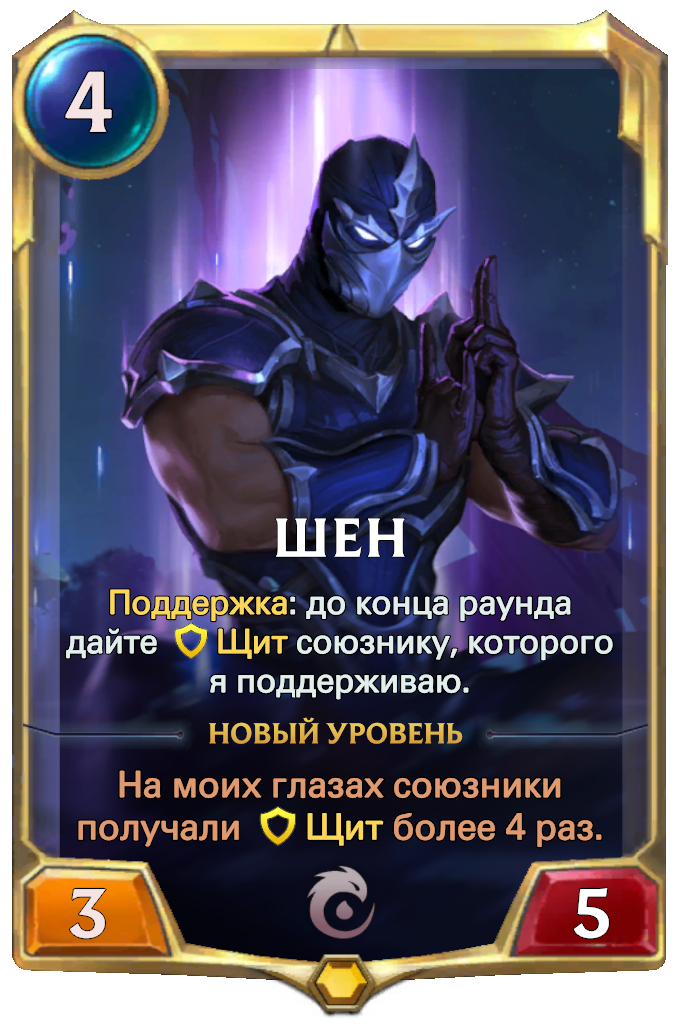 4
ШЕН
Поддержка: до конца раунда
дайте Щит союзнику, которого
я поддерживаю.
НОВЫЙ УРОВЕНЬ
На моих глазах союзники
получали Щит более 4 раз.
3
5